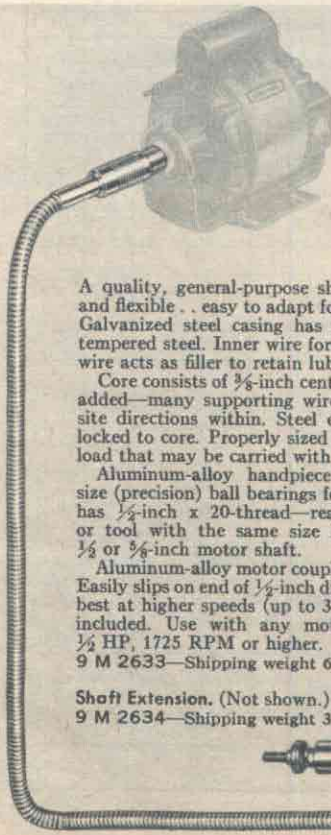 A quality, general-purpose sh
and flexible . . easy to adapt fo
Galvanized steel casing has
tempered steel. Inner wire for
wire acts as filler to retain lub
Core consists of ⅜-inch cent
added—many supporting wire
site directions within. Steel e
locked to core. Properly sized
load that may be carried with
Aluminum-alloy handpiece
size (precision) ball bearings fo
has ½-inch x 20-thread—rea
or tool with the same size
½ or ⅝-inch motor shaft.
Aluminum-alloy motor coup
Easily slips on end of ½-inch di
best at higher speeds (up to 3
included. Use with any mo
½ HP, 1725 RPM or higher.
9 M 2633—Shipping weight 6
Shaft Extension. (Not shown.)
9 M 2634—Shipping weight 3